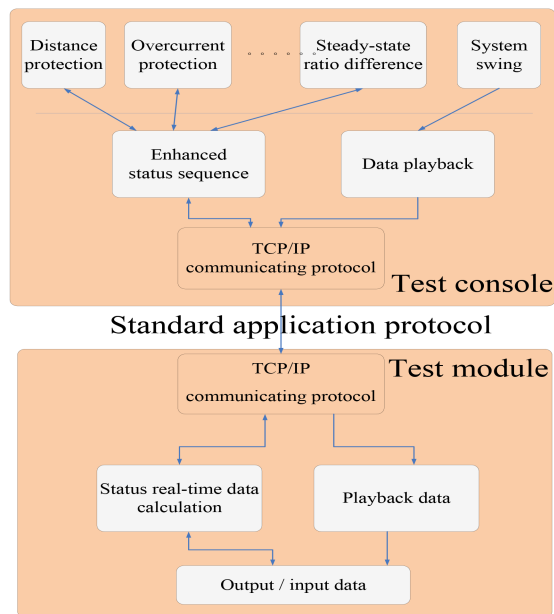 Distance
protection
Overcurrent
protection
Steady-state
ratio difference
System
swing
Enhanced
status sequence
Data playback
TCP/IP
communicating protocol
Test console
Standard application protocol
TCP/IP
communicating protocol
Test module
Status real-time data
calculation
Playback data
Output / input data